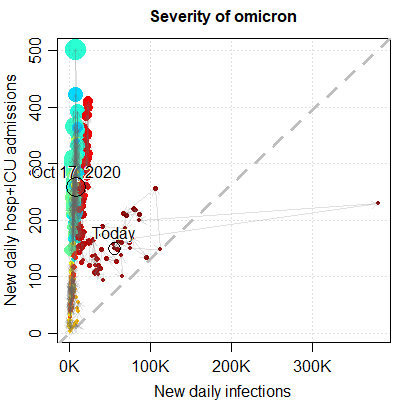 Severity of omicron
New daily hosp+ICU admissions
500
400
300
200
100
0
Oct 17, 2020
Today
0K 100K 200K 300K
New daily infections